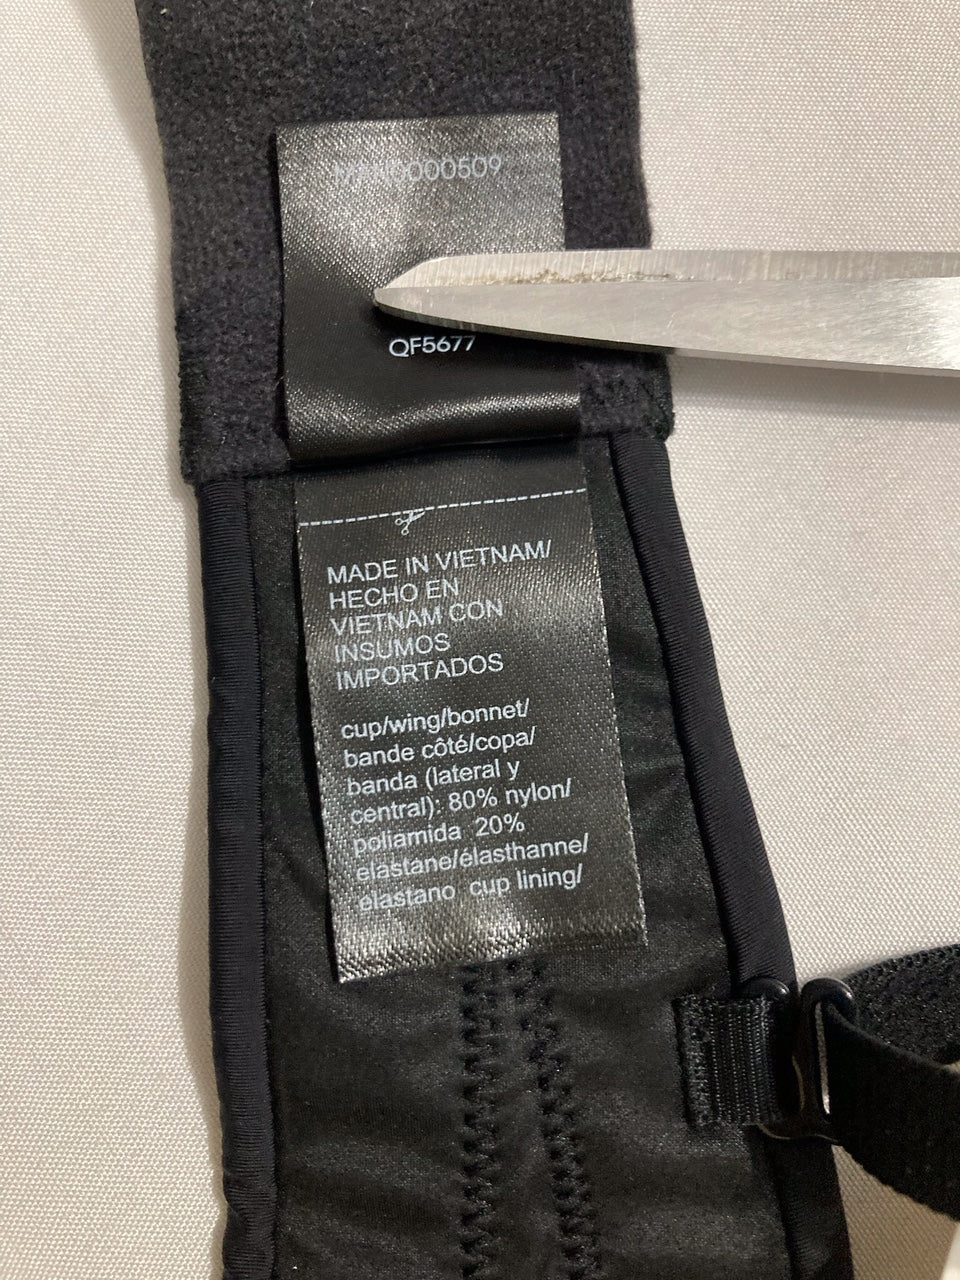 QF5677
MADE IN VIETNAM/
HECHO EN
VIETNAM CON
INSUMOS
IMPORTADOS
cup/wing/bonnet/
bande côté/copa/
banda (lateral y
central): 80% nylon/
poliamida 20%
elastane/élasthanne/
elastano cup lining/